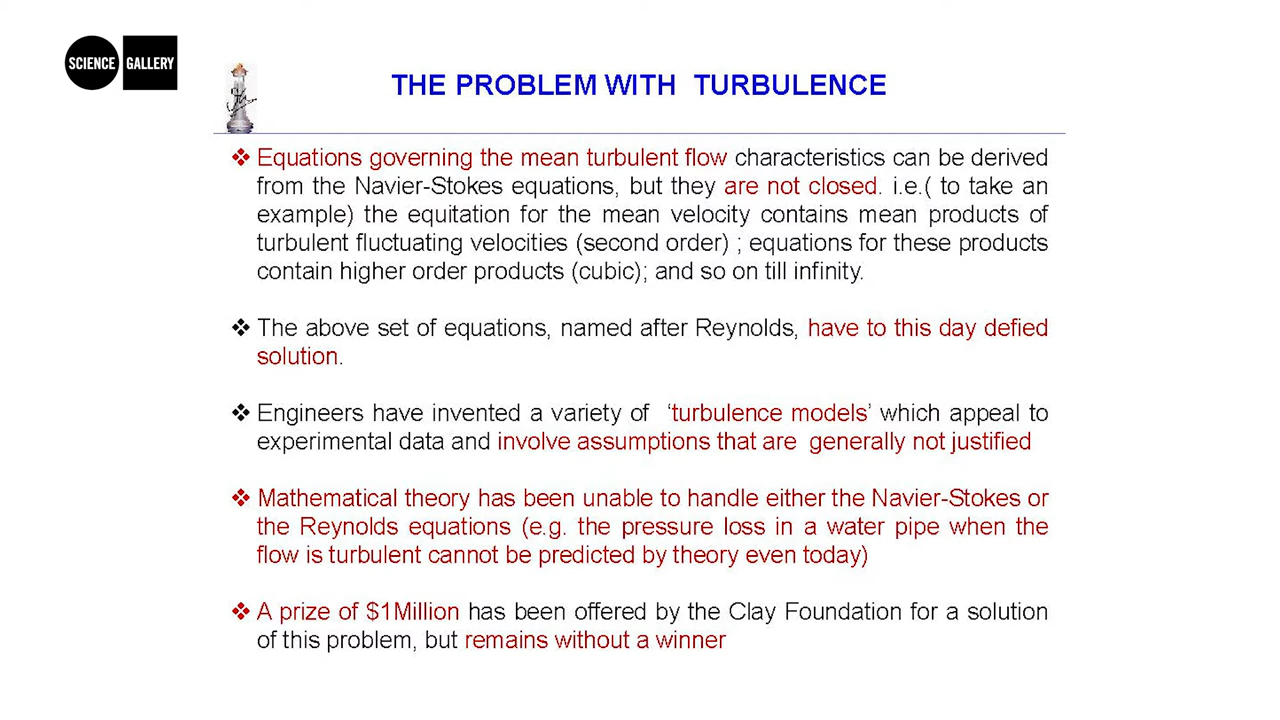 SCIENCE GALLERY
THE PROBLEM WITH TURBULENCE
❖ Equations governing the mean turbulent flow characteristics can be derived
from the Navier-Stokes equations, but they are not closed. i.e.( to take an
example) the equitation for the mean velocity contains mean products of
turbulent fluctuating velocities (second order) ; equations for these products
contain higher order products (cubic); and so on till infinity.
❖ The above set of equations, named after Reynolds, have to this day defied
solution.
❖ Engineers have invented a variety of ‘turbulence models’ which appeal to
experimental data and involve assumptions that are generally not justified
❖ Mathematical theory has been unable to handle either the Navier-Stokes or
the Reynolds equations (e.g. the pressure loss in a water pipe when the
flow is turbulent cannot be predicted by theory even today)
❖ A prize of $1Million has been offered by the Clay Foundation for a solution
of this problem, but remains without a winner